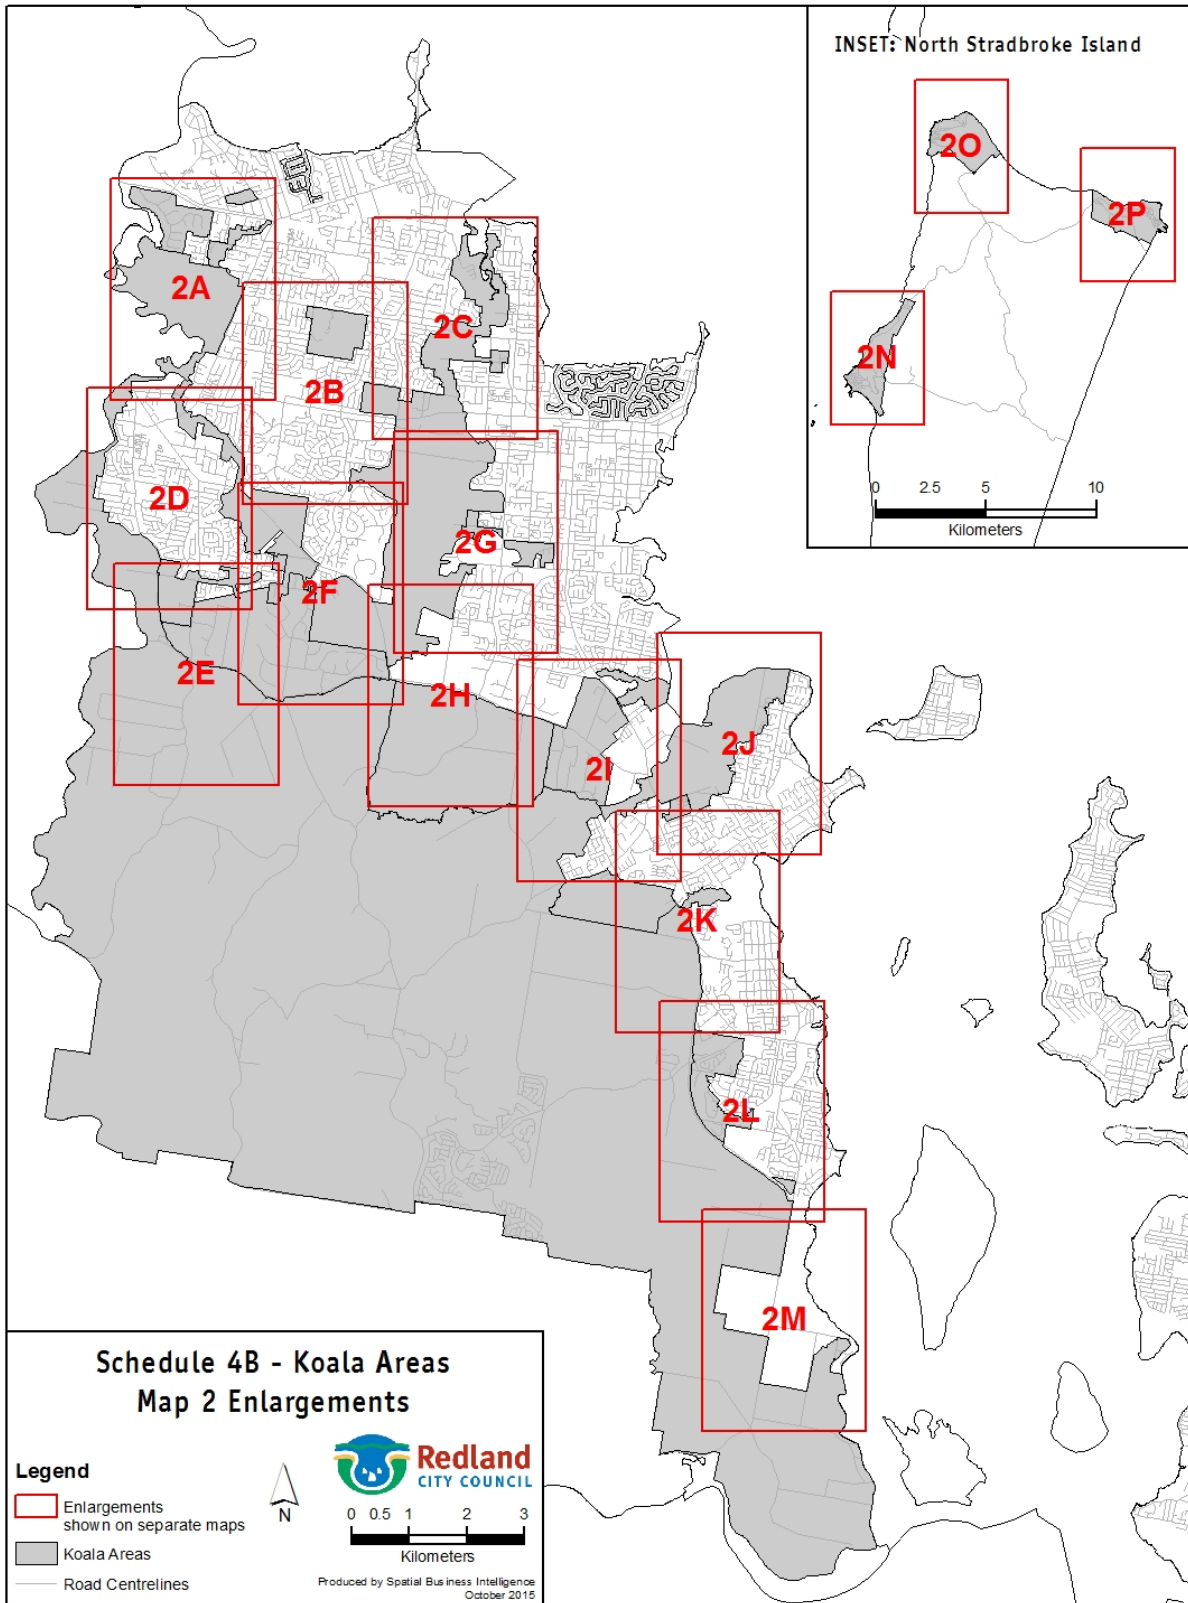 INSET: North Stradbroke Island
2O
2P
2N
0 2.5 5 10
Kilometers
2A
2C
2B
2D
2G
2F
2E
2H
2J
2I
2K
2L
2M
Schedule 4B - Koala Areas
Map 2 Enlargements
Redland
CITY COUNCIL
Legend
Enlargements
shown on separate maps
Koala Areas
Road Centrelines
N
0 0.5 1 2 3
Kilometers
Produced by Spatial Business Intelligence
October 2015